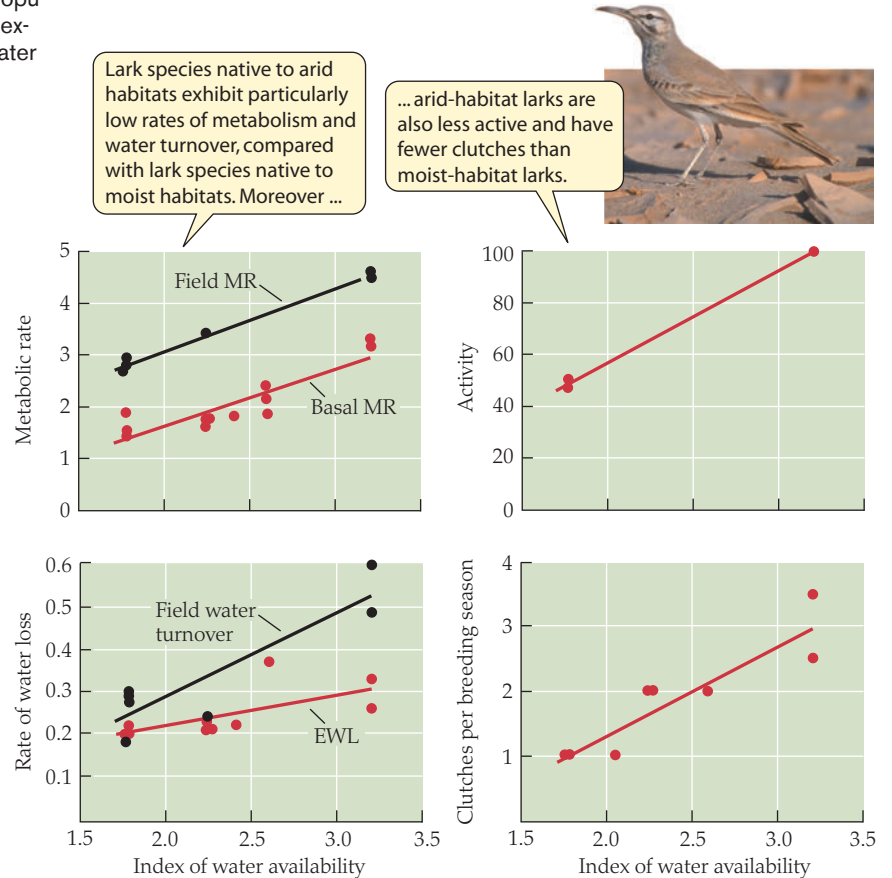 opu
ex-
ater
Lark species native to arid
habitats exhibit particularly
low rates of metabolism and
water turnover, compared
with lark species native to
moist habitats. Moreover ...
... arid-habitat larks are
also less active and have
fewer clutches than
moist-habitat larks.
5
4
3
2
1
0
Metabolic rate
Field MR
Basal MR
100
80
60
40
20
0
Activity
0.6
0.5
0.4
0.3
0.2
0.1
Rate of water loss
Field water
turnover
EWL
1.5 2.0 2.5 3.0 3.5
Index of water availability
4
3
2
1
Clutches per breeding season
1.5 2.0 2.5 3.0 3.5
Index of water availability